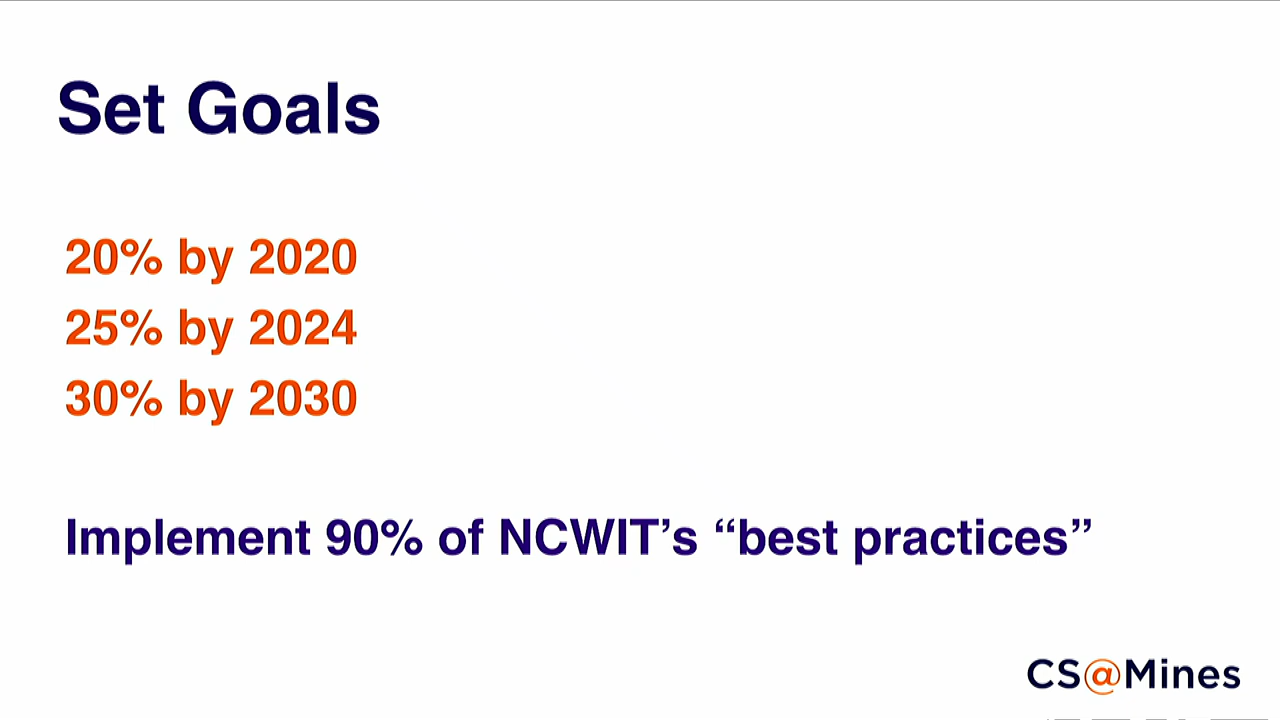 Set Goals
20% by 2020
25% by 2024
30% by 2030
Implement 90% of NCWIT’s “best practices”
CS@Mines